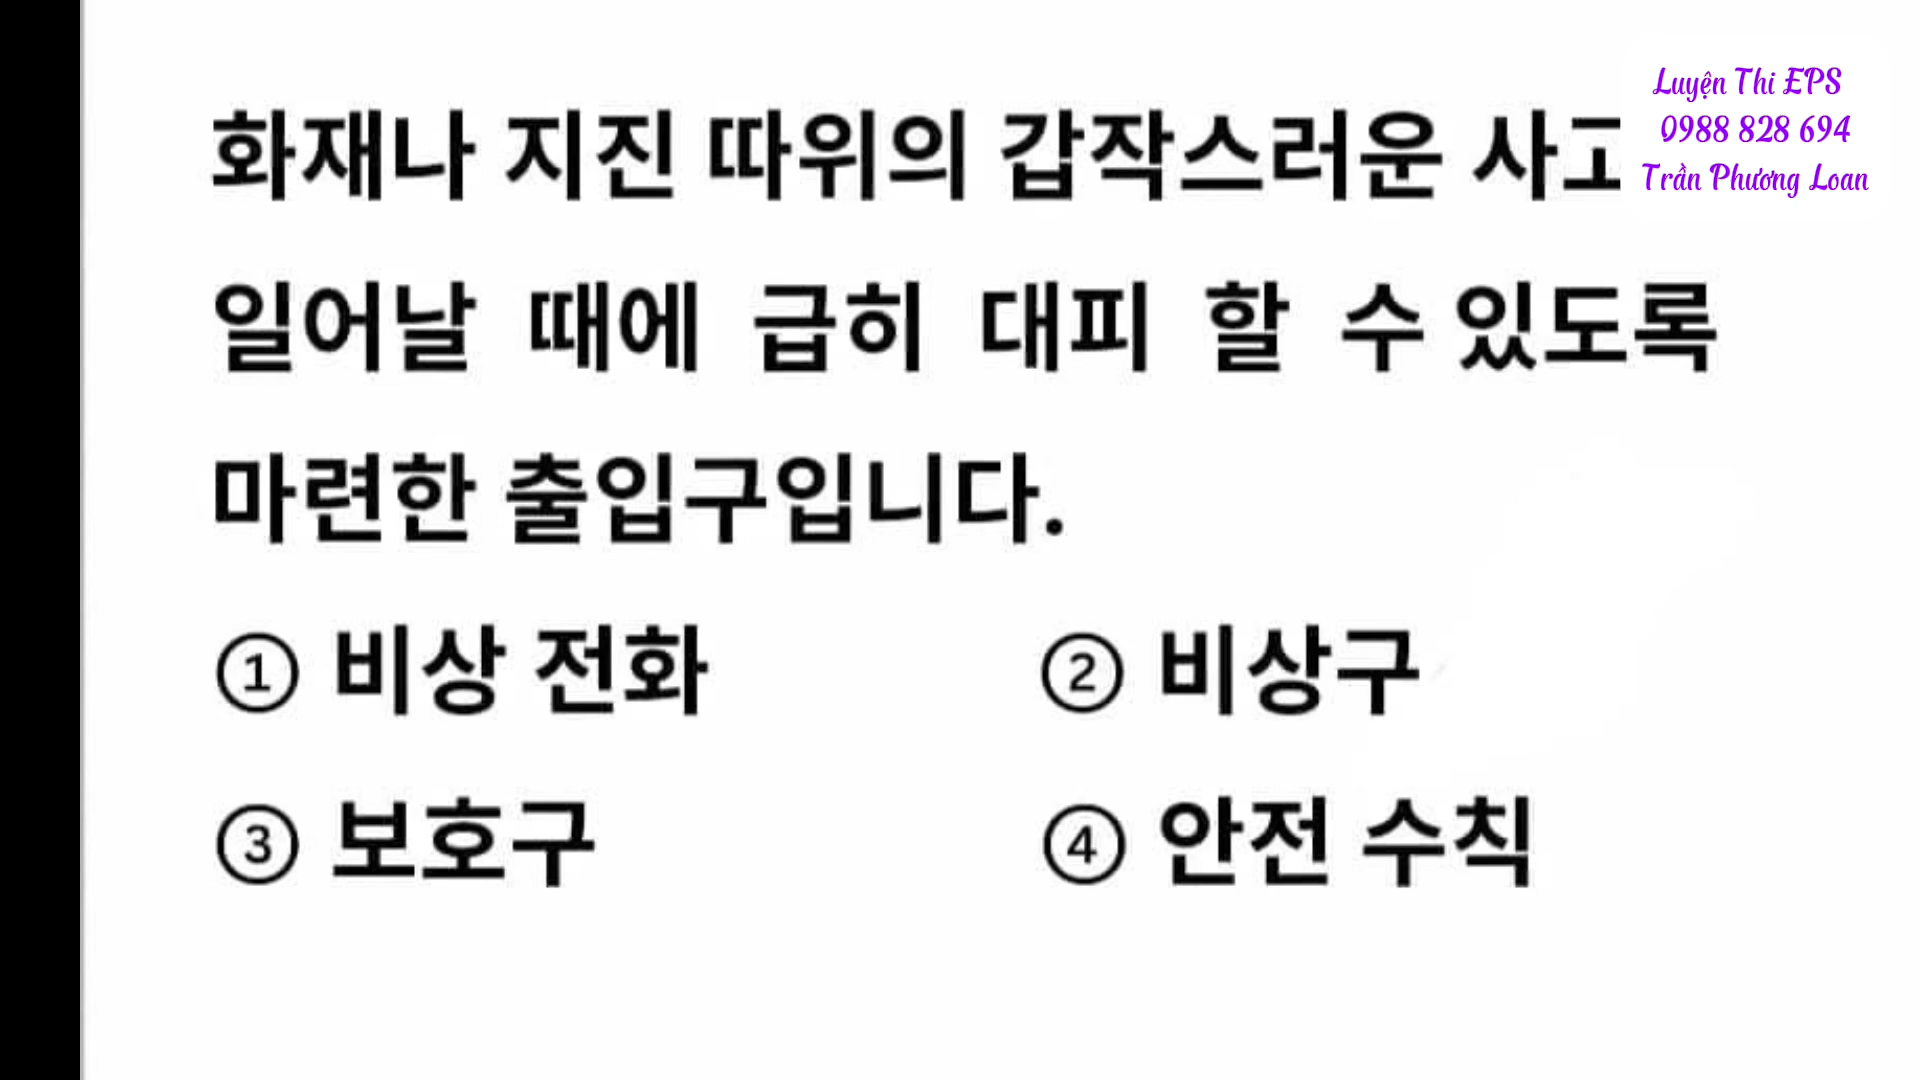 화재나 지진 따위의 갑작스러운
Luyện Thi EPS
0988 828 694
Trần Phương Loan
일어날 때에 급히 대피 할 수 있도록
마련한 출입구입니다.
① 비상 전화 ② 비상구
③ 보호구 ④ 안전 수칙